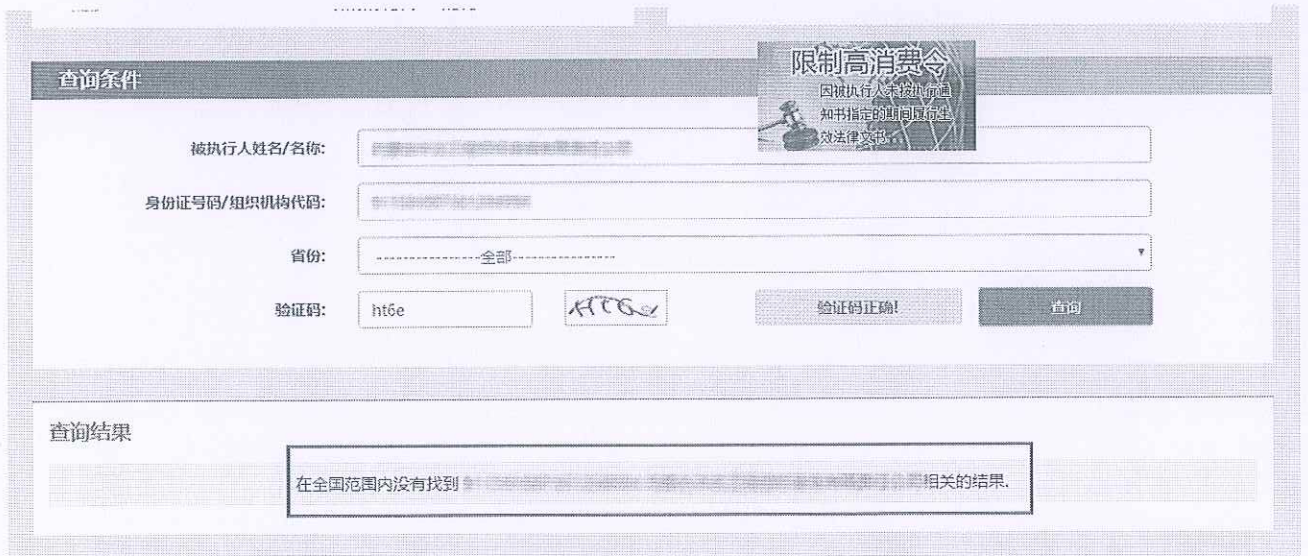 查询条件
限制高消费令
因被执行人未按执行通
知书指定的期间履行生
效法律文书...
被执行人姓名/名称:
身份证号码/组织机构代码:
省份:
-----------------全部-----------------
验证码:
ht6e
HT6e
验证码正确!
查询
查询结果
在全国范围内没有找到
相关的结果.